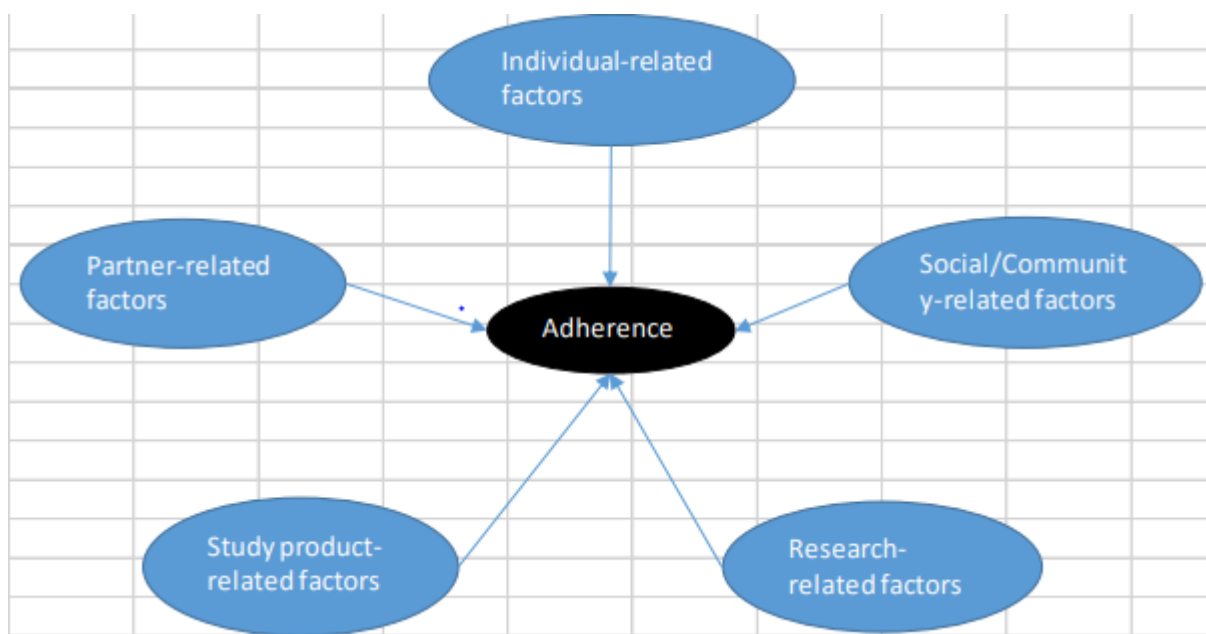 Individual-related
factors
Partner-related
factors
Social/Communit
y-related factors
Adherence
Study product-
related factors
Research-
related factors